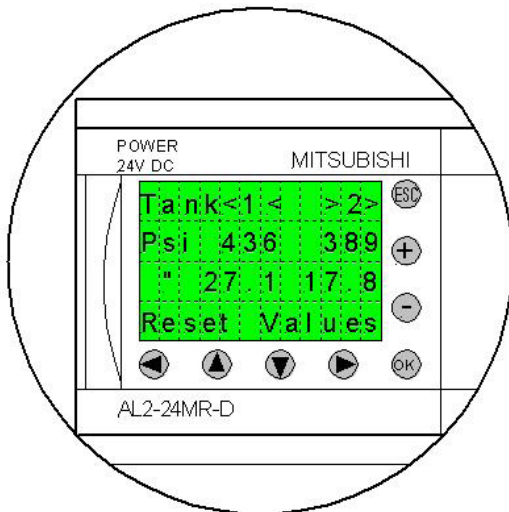 POWER
24V DC
MITSUBISHI
ESC
Tank<1< >2>
Psi 436 389
" 27.1 17.8
Reset Values
+
-
OK
AL2-24MR-D